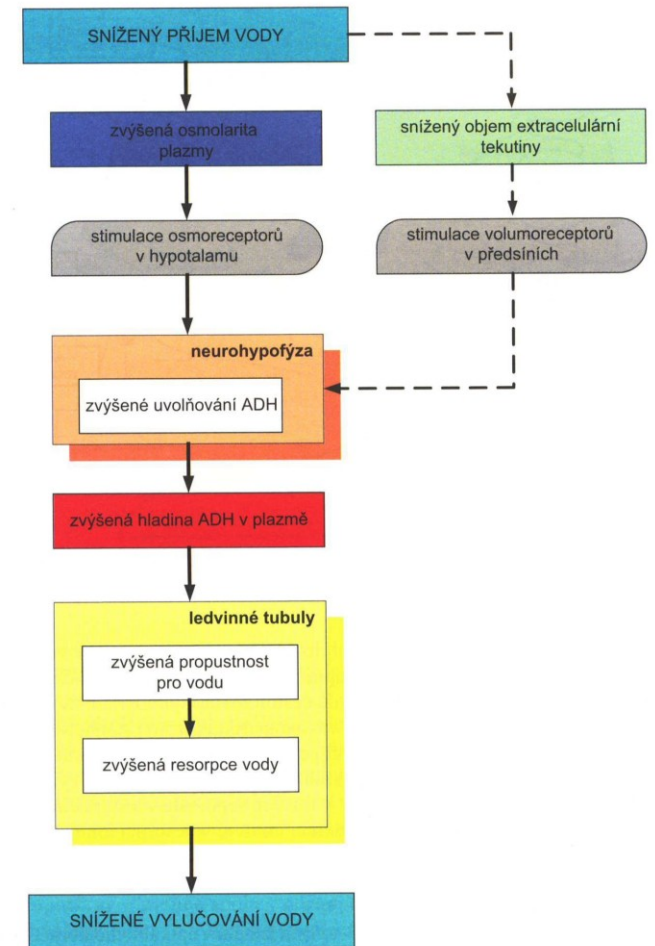 SNÍŽENÝ PŘÍJEM VODY
zvýšená osmolarita
plazmy
snížený objem extracelulární
tekutiny
stimulace osmoreceptorů
v hypotalamu
stimulace volumoreceptorů
v předsíních
neurohypofýza
zvýšené uvolňování ADH
zvýšená hladina ADH v plazmě
ledvinné tubuly
zvýšená propustnost
pro vodu
zvýšená resorpce vody
SNÍŽENÉ VYLUČOVÁNÍ VODY